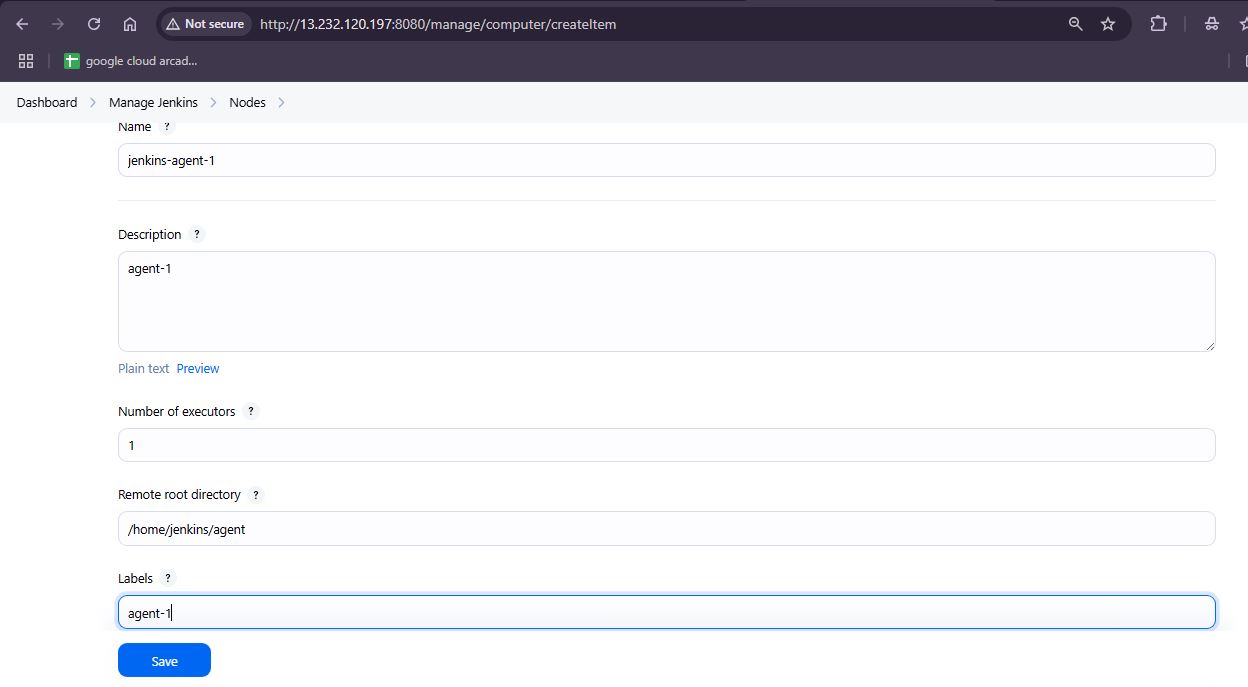 Not secure http://13.232.120.197:8080/manage/computer/createItem
google cloud arcad...
Dashboard > Manage Jenkins > Nodes >
Name ?
jenkins-agent-1
Description ?
agent-1
Plain text Preview
Number of executors ?
1
Remote root directory ?
/home/jenkins/agent
Labels ?
agent-1
Save